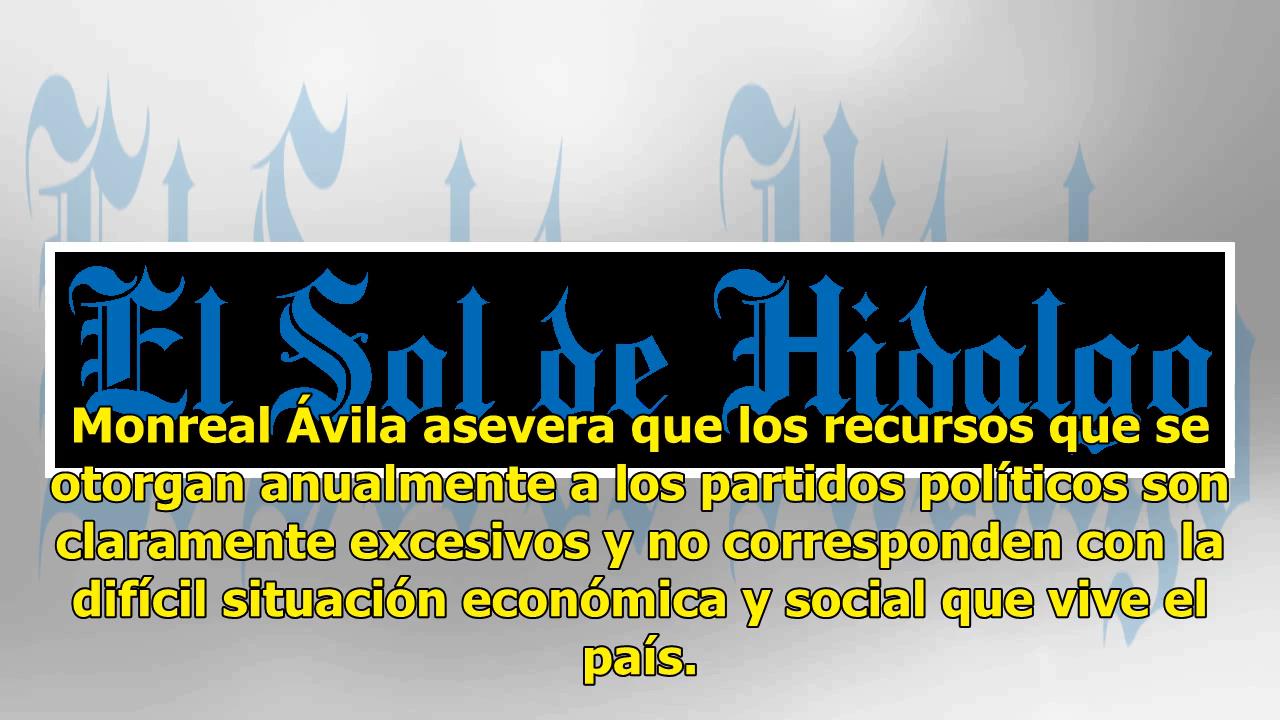 El Sol de Hidalgo
Monreal Ávila asevera que los recursos que se
otorgan anualmente a los partidos políticos son
claramente excesivos y no corresponden con la
difícil situación económica y social que vive el
país.